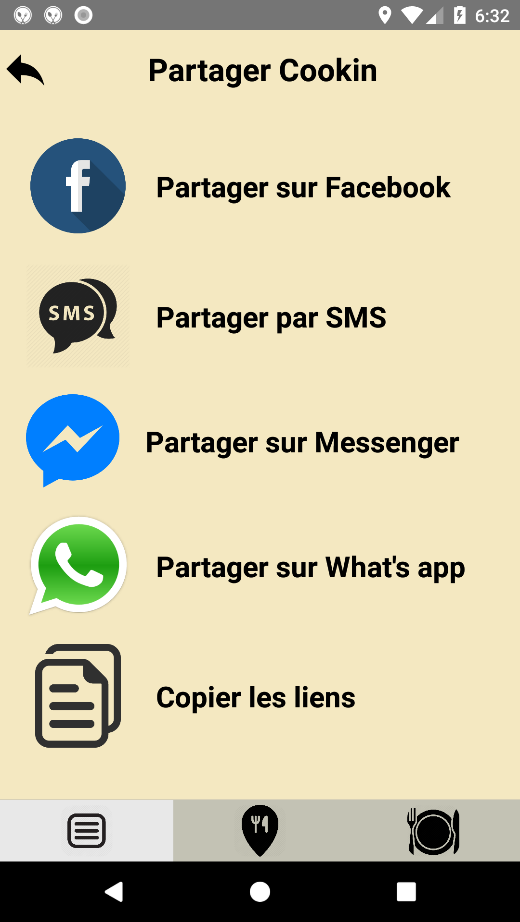 6:32
Partager Cookin
f
Partager sur Facebook
SMS
Partager par SMS
Partager sur Messenger
Partager sur What's app
Copier les liens